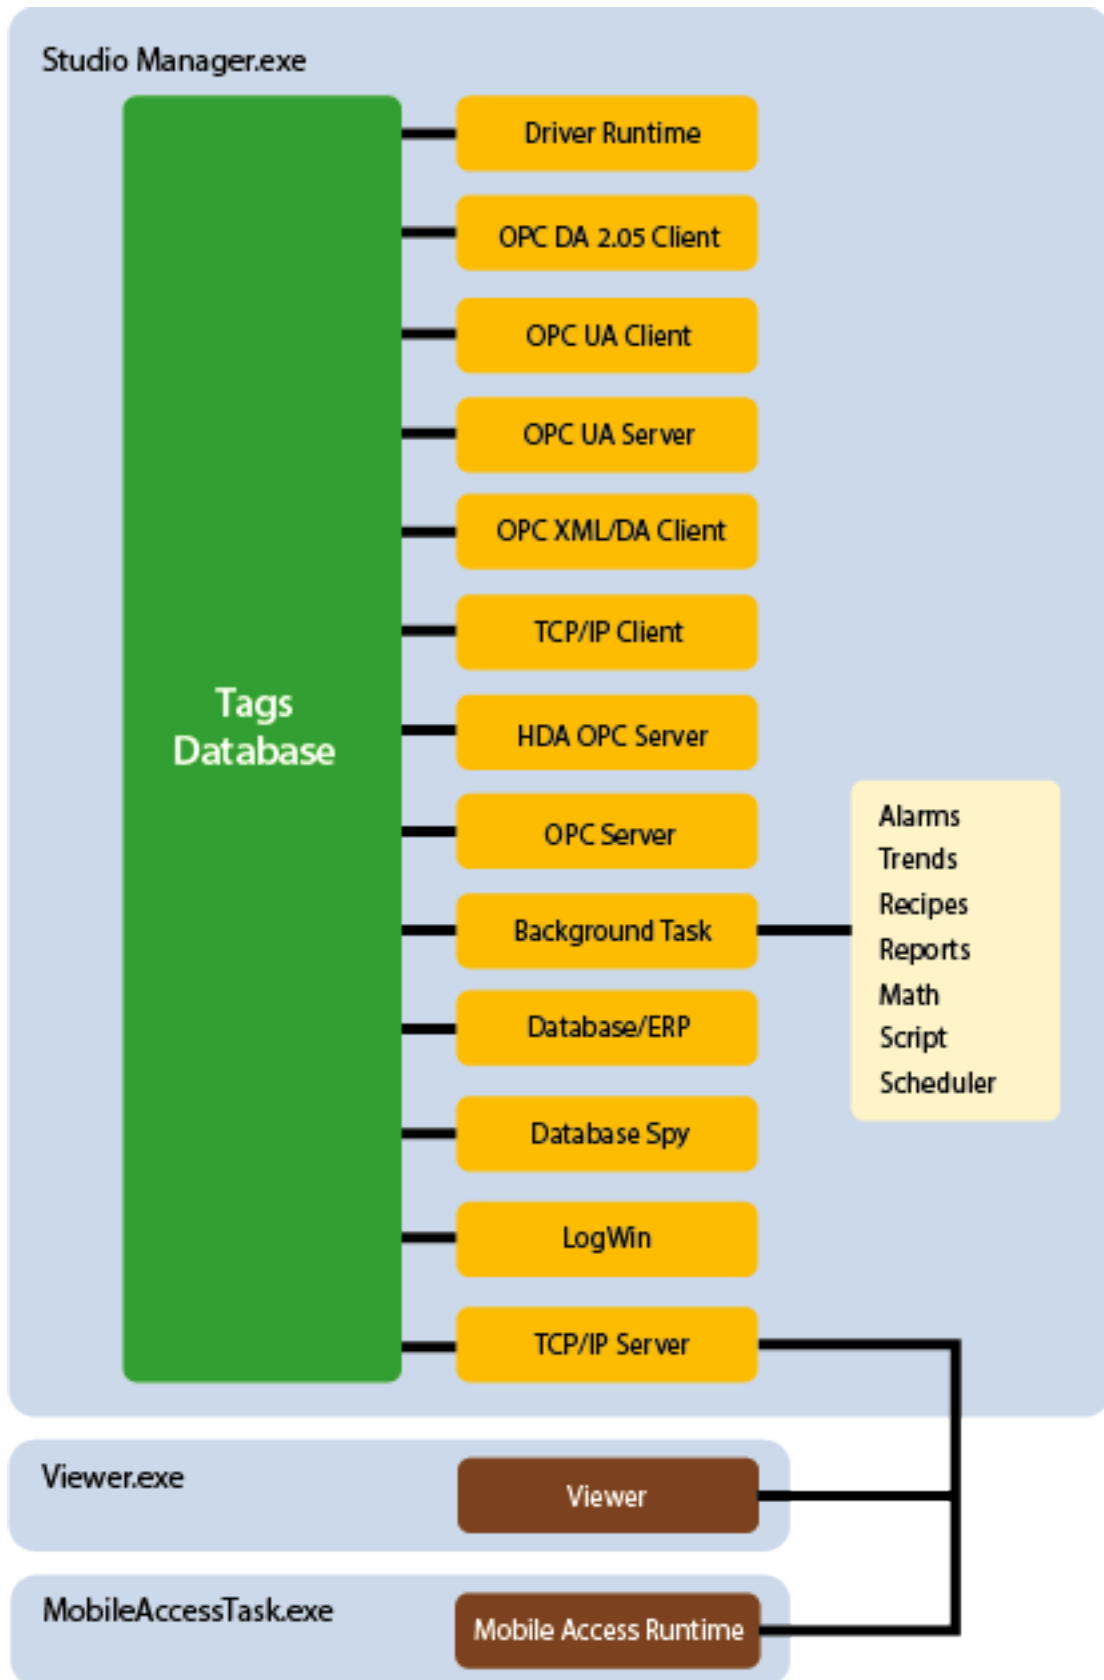 Studio Manager.exe
Driver Runtime
OPC DA 2.05 Client
OPC UA Client
OPC UA Server
OPC XML/DA Client
TCP/IP Client
Tags
Database
HDA OPC Server
OPC Server
Background Task
Alarms
Trends
Recipes
Reports
Math
Script
Scheduler
Database/ERP
Database Spy
LogWin
TCP/IP Server
Viewer.exe
Viewer
MobileAccessTask.exe
Mobile Access Runtime